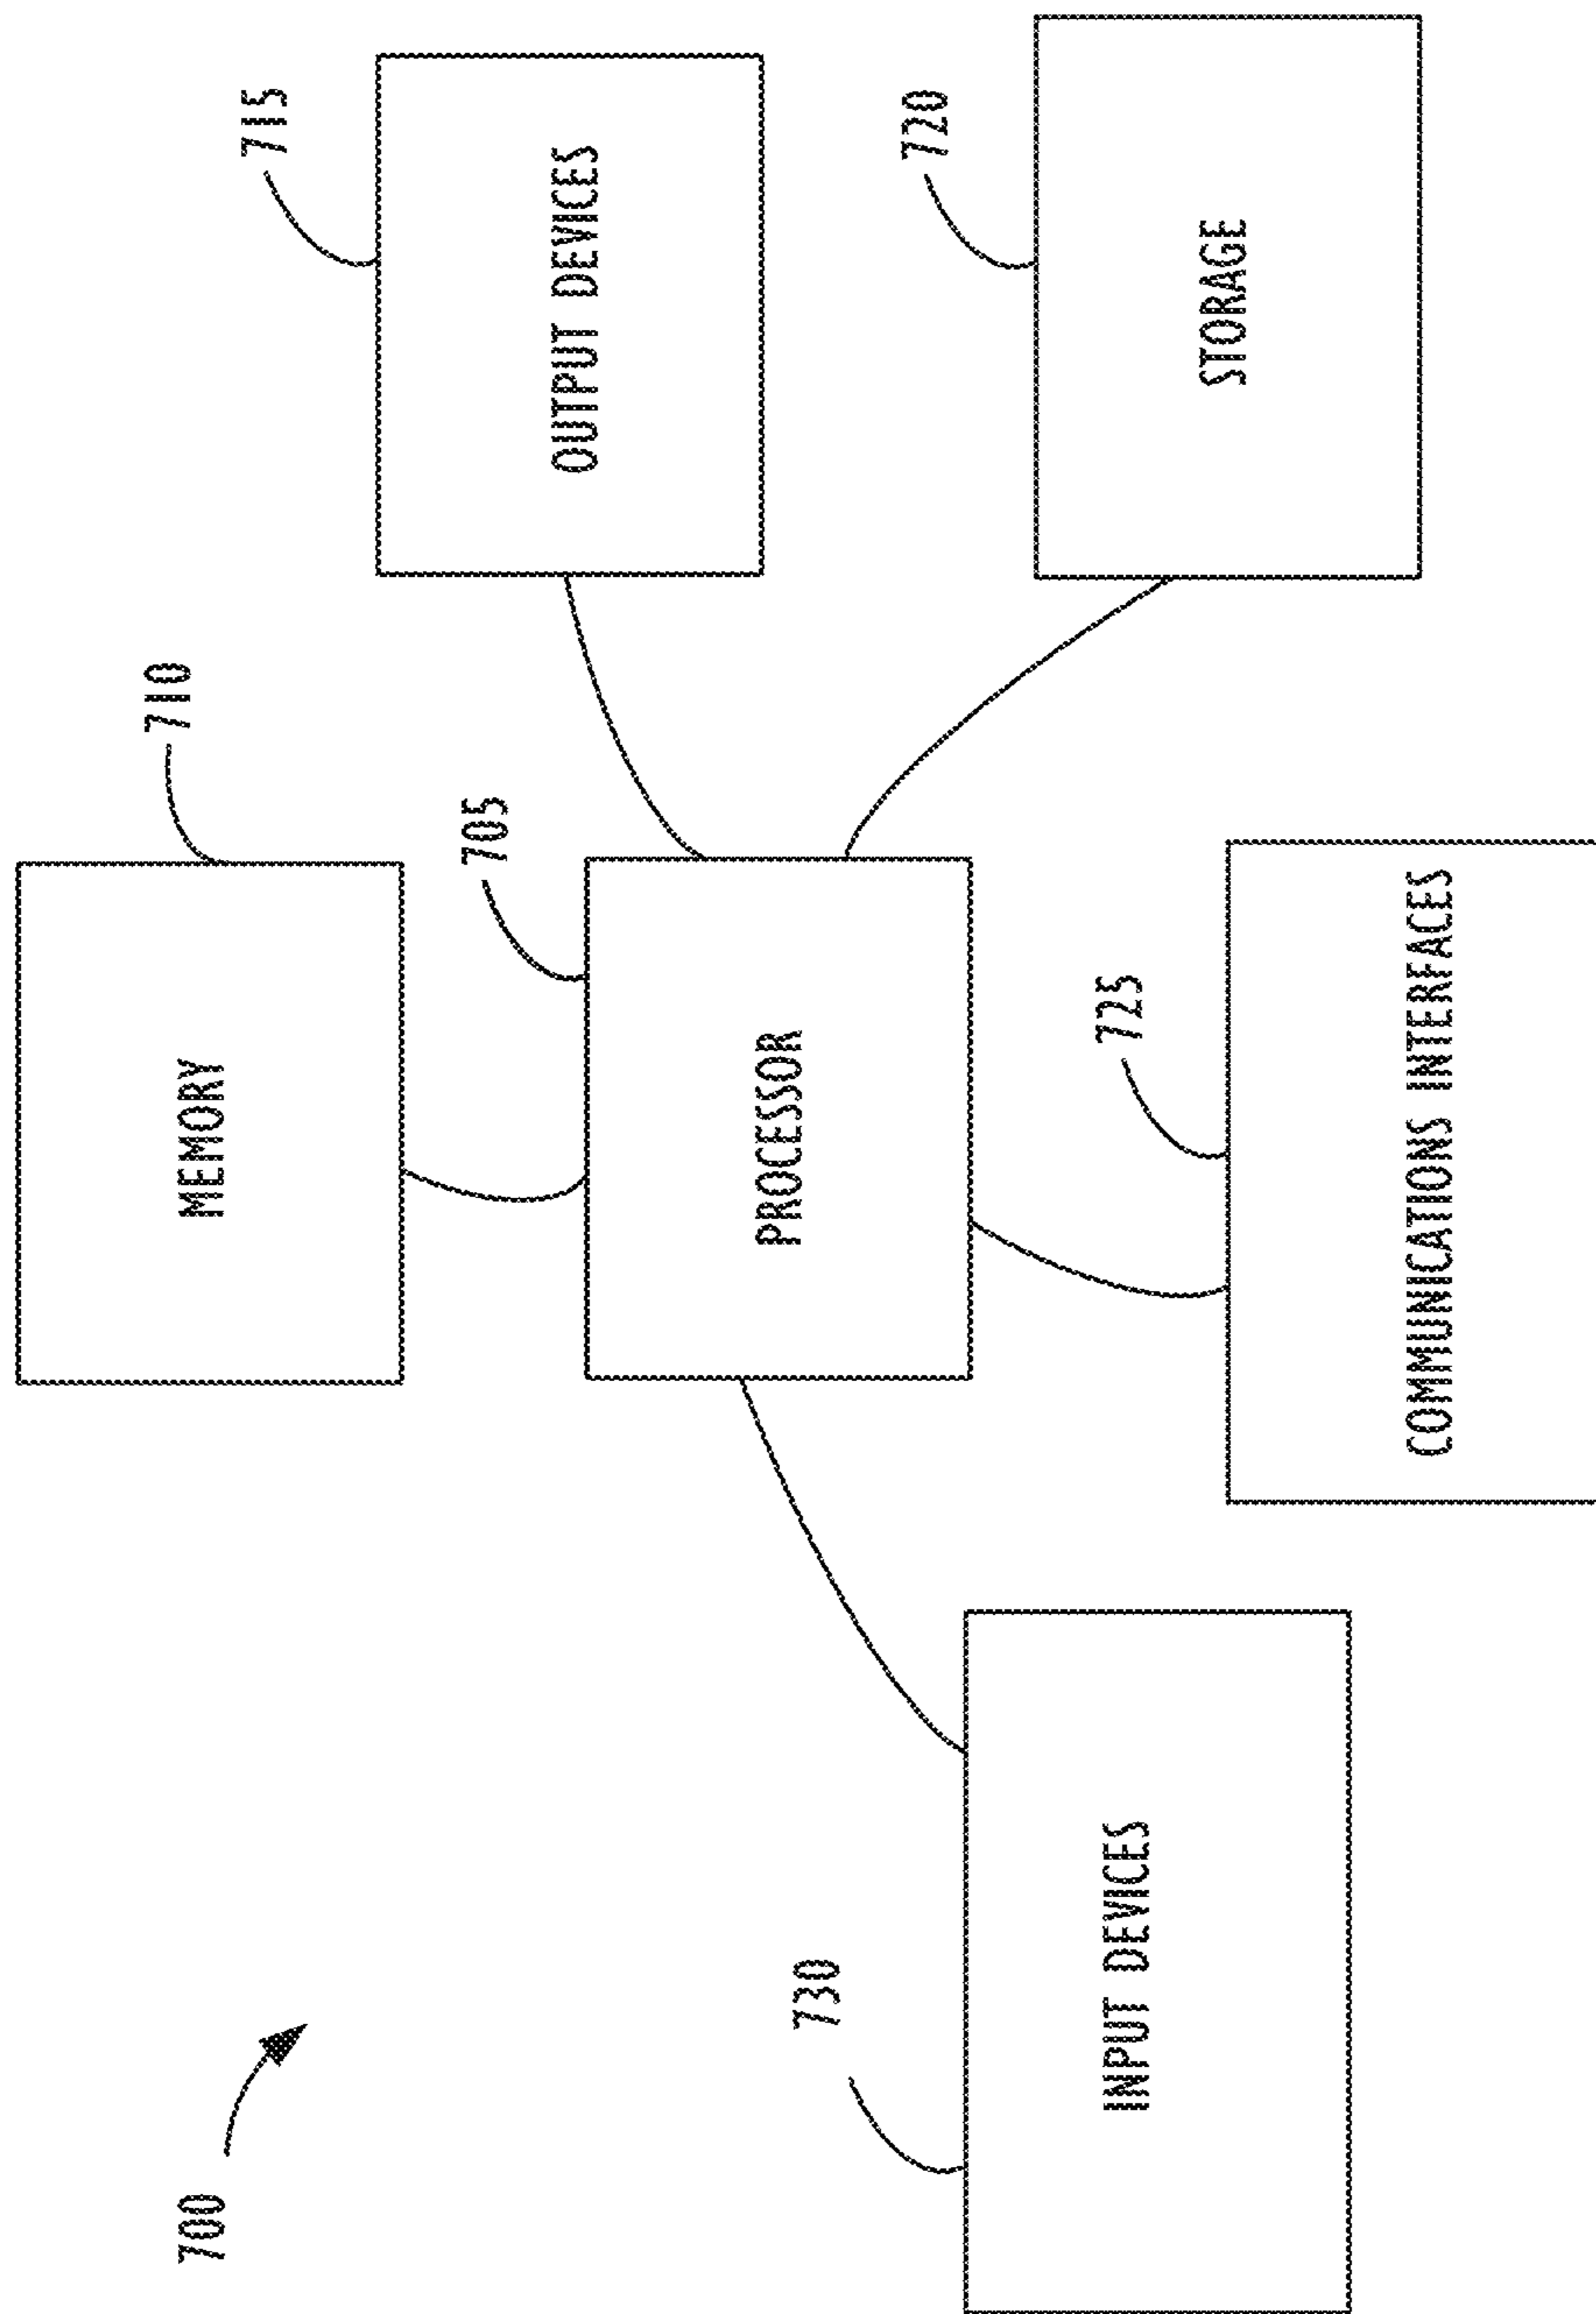 700
710
MEMORY
715
705
OUTPUT DEVICES
PROCESSOR
730
720
INPUT DEVICES
725
STORAGE
COMMUNICATIONS INTERFACES